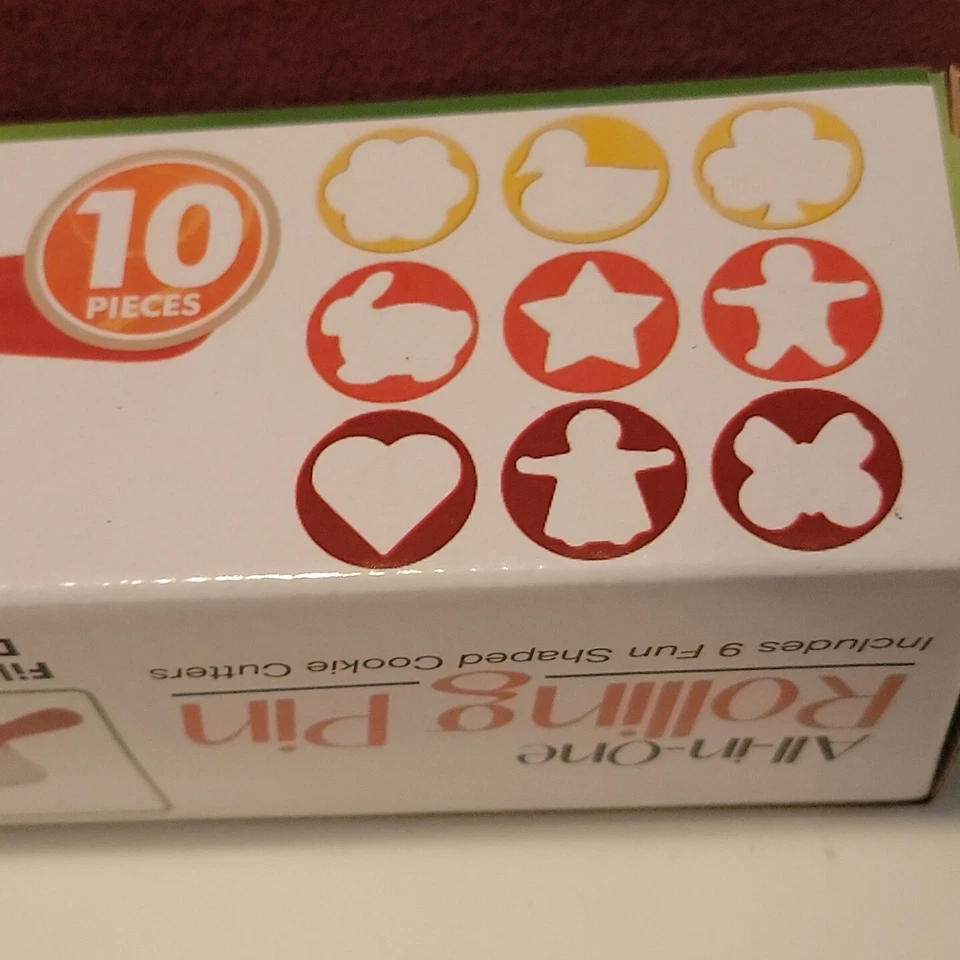 10
PIECES
All-in-One
Rolling Pin
Includes 9 Fun Shaped Cookie Cutters